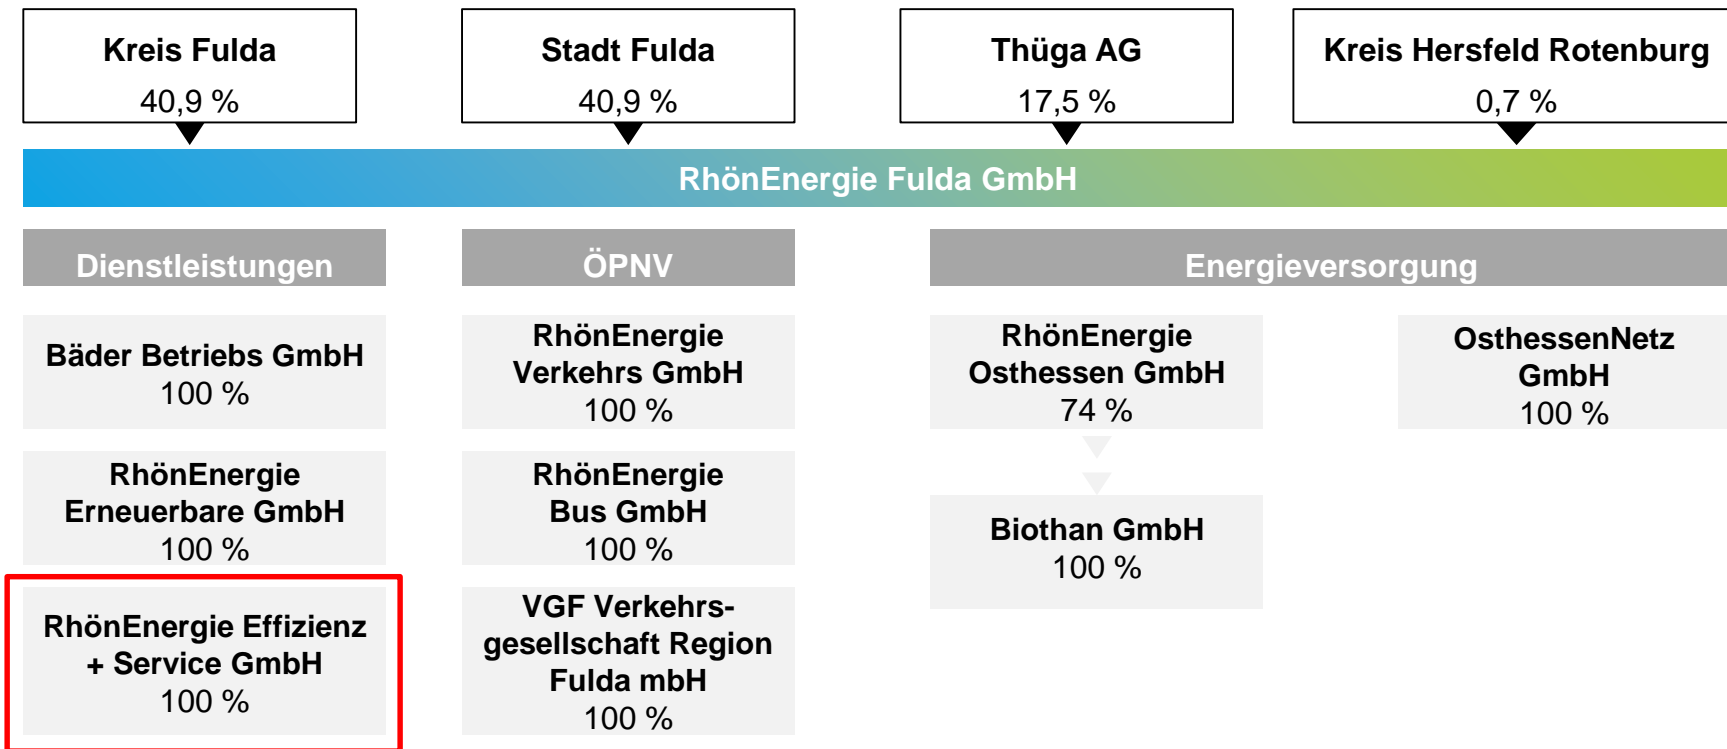 Kreis Fulda
40,9 %
Stadt Fulda
40,9 %
Thüga AG
17,5 %
Kreis Hersfeld Rotenburg
0,7 %
RhönEnergie Fulda GmbH
Dienstleistungen
Bäder Betriebs GmbH
100 %
RhönEnergie
Erneuerbare GmbH
100 %
RhönEnergie Effizienz
+ Service GmbH
100 %
ÖPNV
RhönEnergie
Verkehrs GmbH
100 %
RhönEnergie
Bus GmbH
100 %
VGF Verkehrs-
gesellschaft Region
Fulda mbH
100 %
Energieversorgung
RhönEnergie
Osthessen GmbH
74 %
Biothan GmbH
100 %
OsthessenNetz
GmbH
100 %